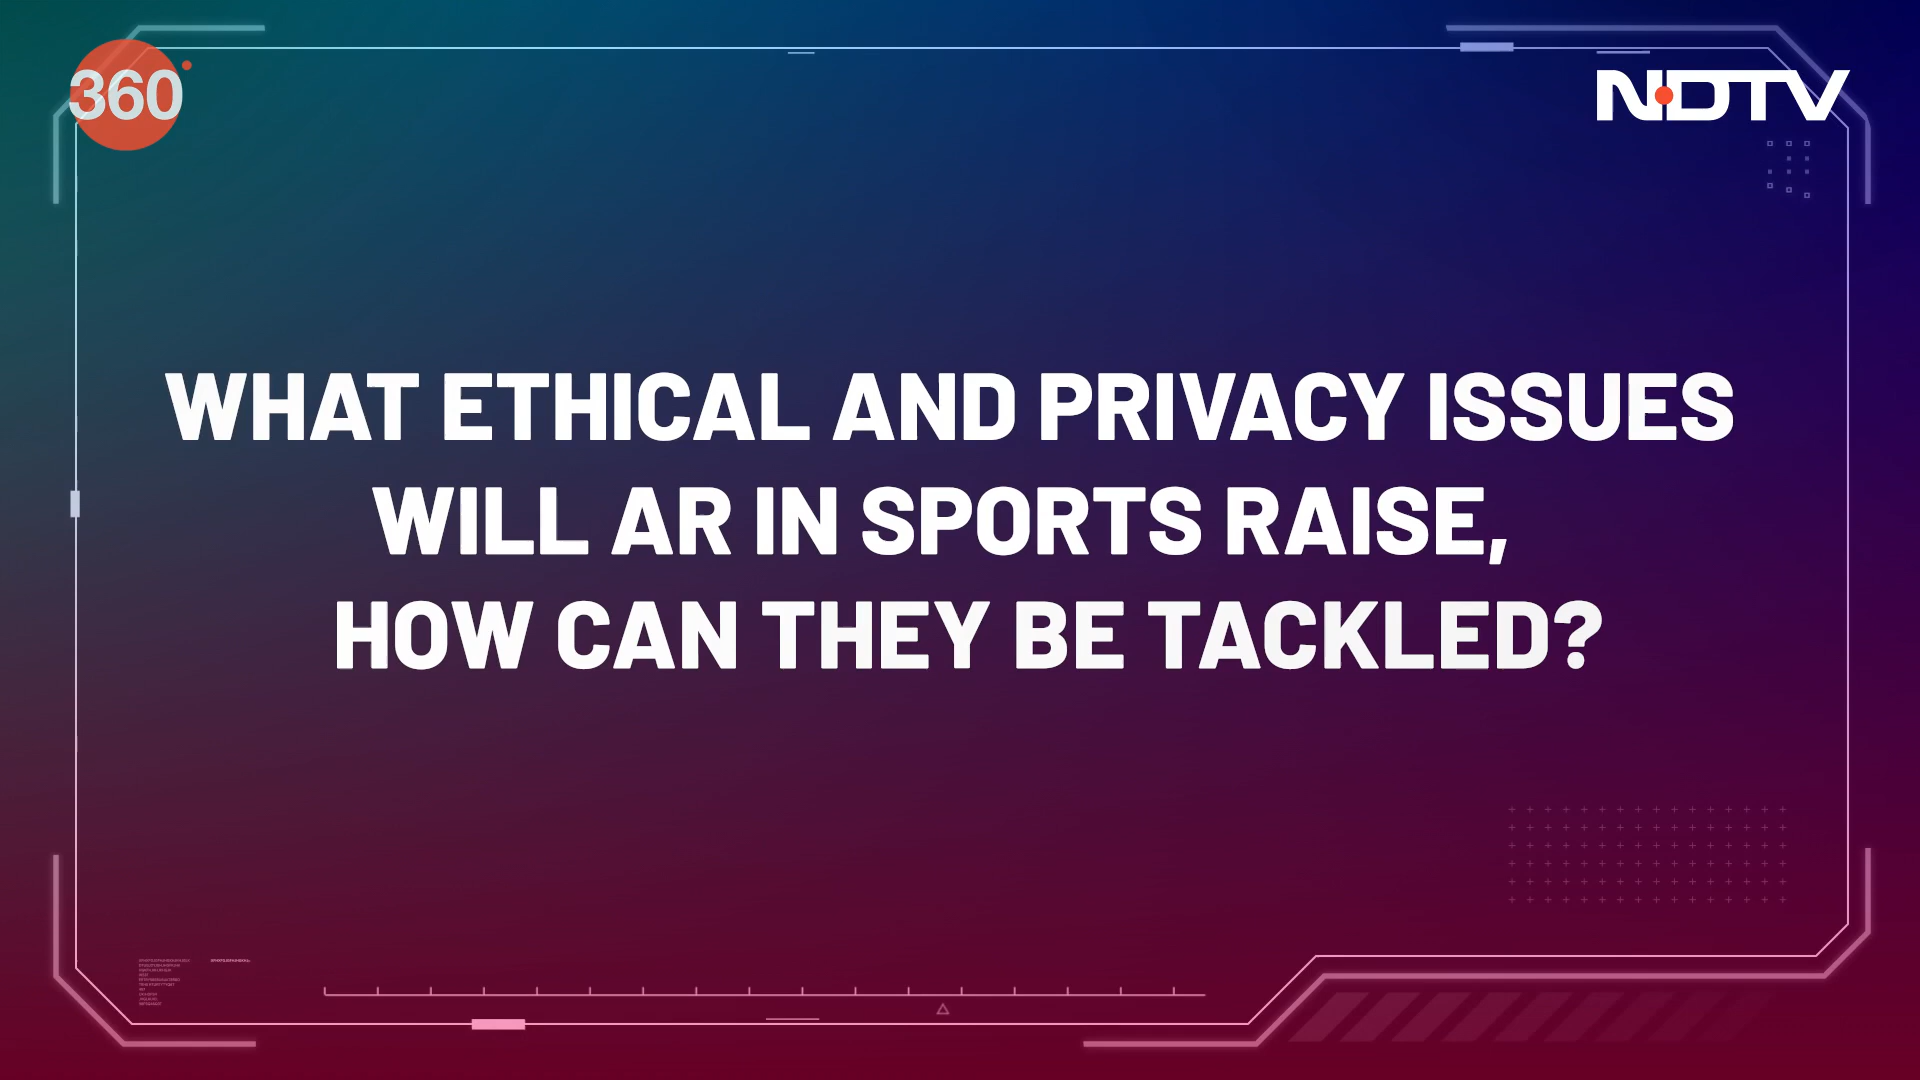 360°
NDTV
WHAT ETHICAL AND PRIVACY ISSUES
WILL AR IN SPORTS RAISE,
HOW CAN THEY BE TACKLED?